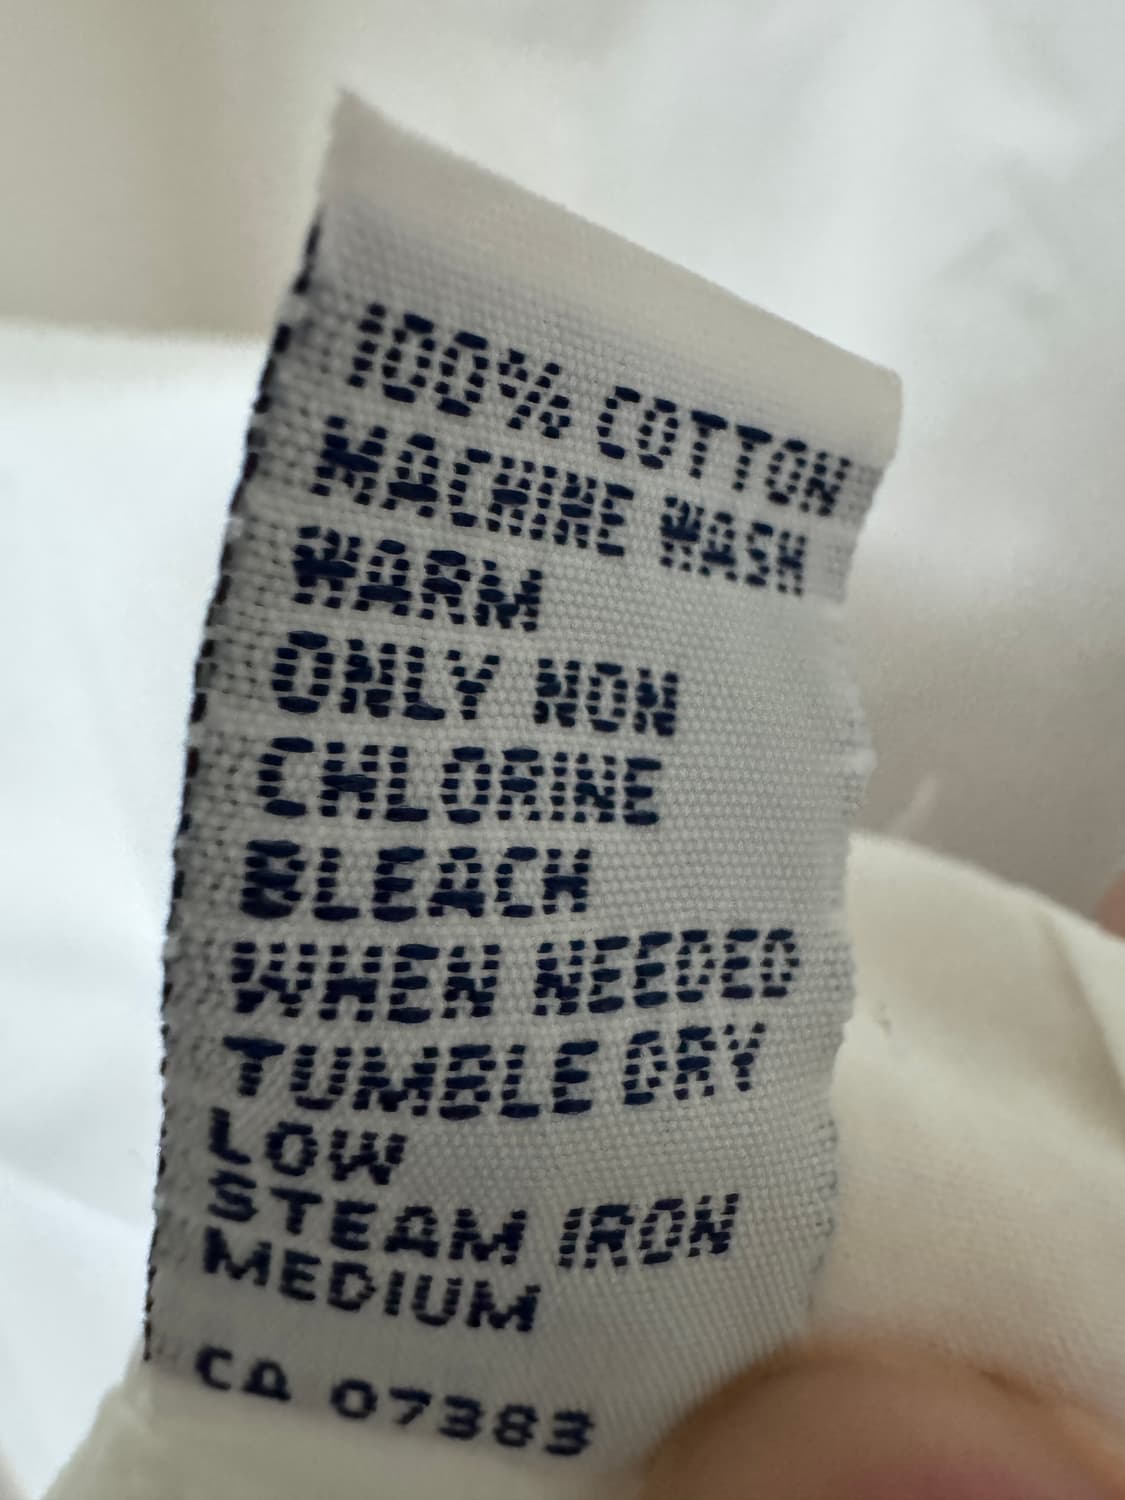 100% COTTON
MACHINE WASH
WARM
ONLY NON
CHLORINE
BLEACH
WHEN NEEDED
TUMBLE DRY
LOW
STEAM IRON
MEDIUM
CA 07383